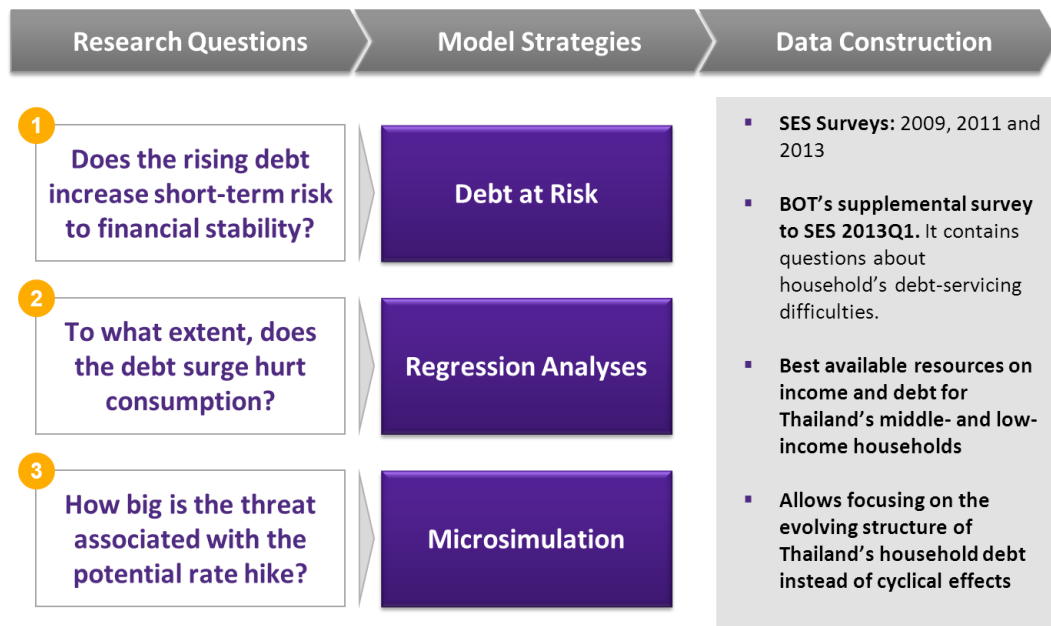 Research Questions
Model Strategies
Data Construction
1
Does the rising debt
increase short-term risk
to financial stability?
Debt at Risk
2
To what extent, does
the debt surge hurt
consumption?
Regression Analyses
3
How big is the threat
associated with the
potential rate hike?
Microsimulation
▪ SES Surveys: 2009, 2011 and
2013
▪ BOT’s supplemental survey
to SES 2013Q1. It contains
questions about
household’s debt-servicing
difficulties.
▪ Best available resources on
income and debt for
Thailand’s middle- and low-
income households
▪ Allows focusing on the
evolving structure of
Thailand’s household debt
instead of cyclical effects